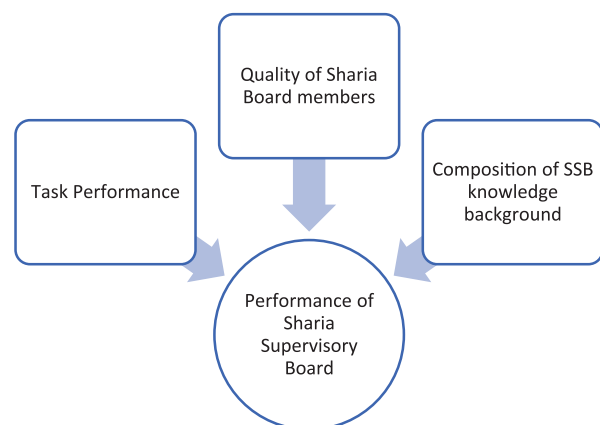 Quality of Sharia
Board members
Task Performance
Composition of SSB
knowledge
background
Performance of
Sharia
Supervisory
Board